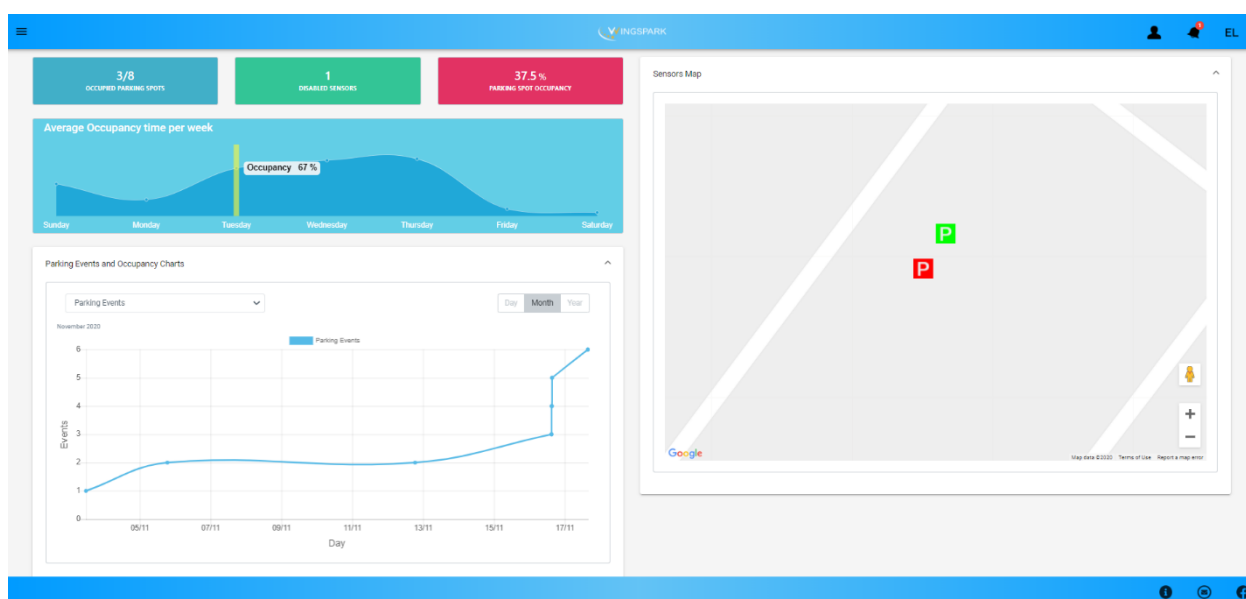 INGSPARK
1
EL
3/8
OCCUPIED PARKING SPOTS
1
DISABLED SENSORS
37.5 %
PARKING SPOT OCCUPANCY
Average Occupancy time per week
Occupancy 67 %
Sunday Monday Tuesday Wednesday Thursday Friday Saturday
Parking Events and Occupancy Charts
Parking Events
Day Month Year
November 2020
Parking Events
6
5
4
3
2
1
0
Events
05/11 07/11 09/11 11/11 13/11 15/11 17/11
Day
Sensors Map
P
P
+
−
Google
Map data ©2020 Terms of Use Report a map error